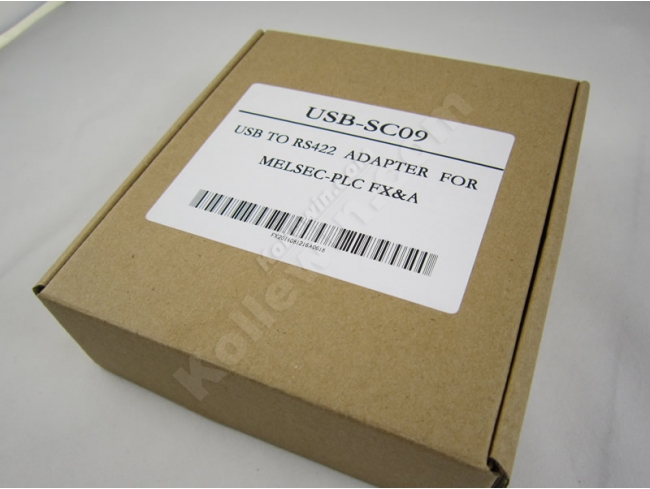 USB-SC09
USB TO RS422 ADAPTER FOR
MELSEC-PLC FX&A